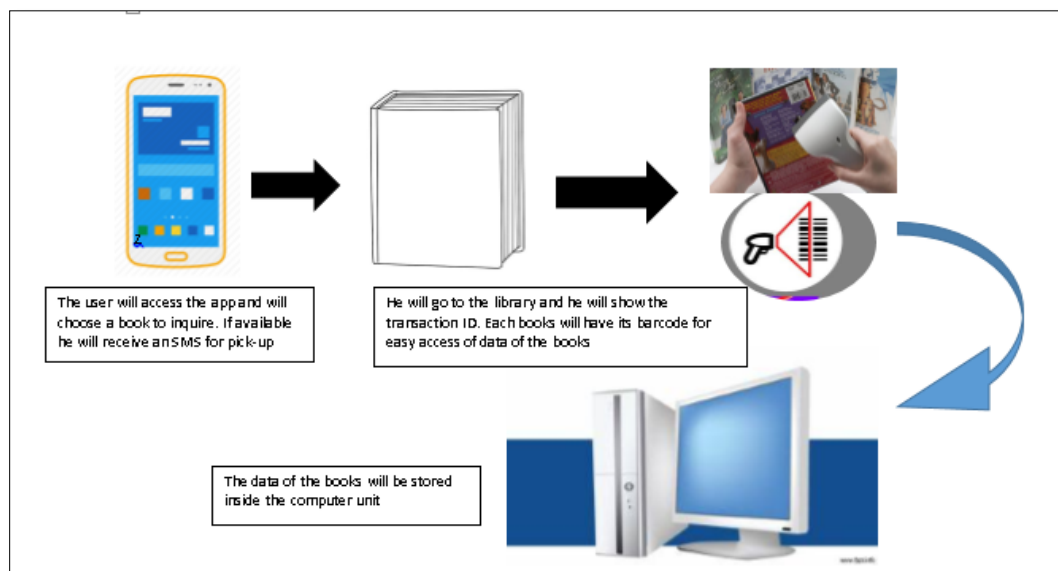 The user will access the app and will
choose a book to inquire. If available
he will receive an SMS for pick-up
He will go to the library and he will show the
transaction ID. Each books will have its barcode for
easy access of data of the books
The data of the books will be stored
inside the computer unit